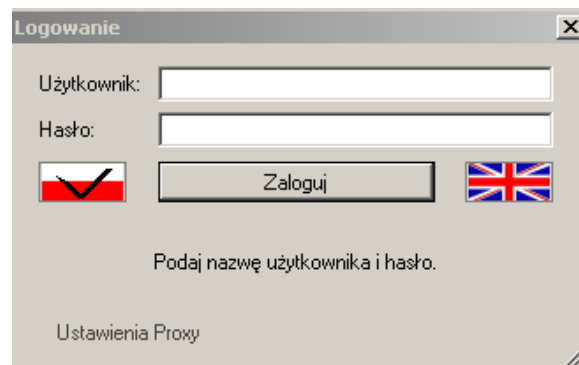 Logowanie
Użytkownik:
Hasło:
Zaloguj
Podaj nazwę użytkownika i hasło.
Ustawienia Proxy